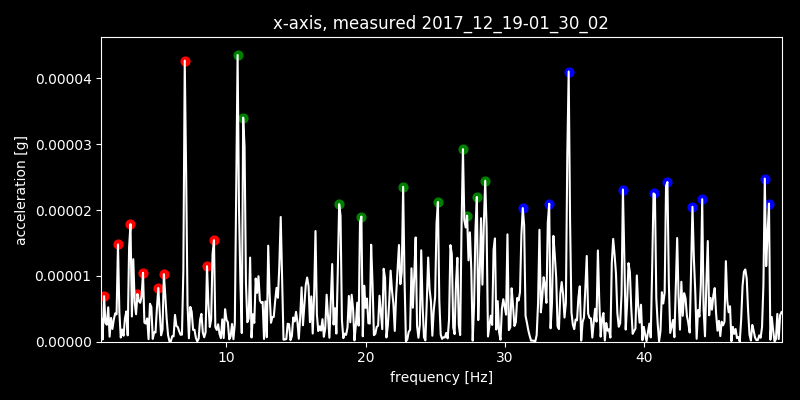 x-axis, measured 2017_12_19-01_30_02
acceleration [g]
0.00004
0.00003
0.00002
0.00001
0.00000
10 20 30 40
frequency [Hz]